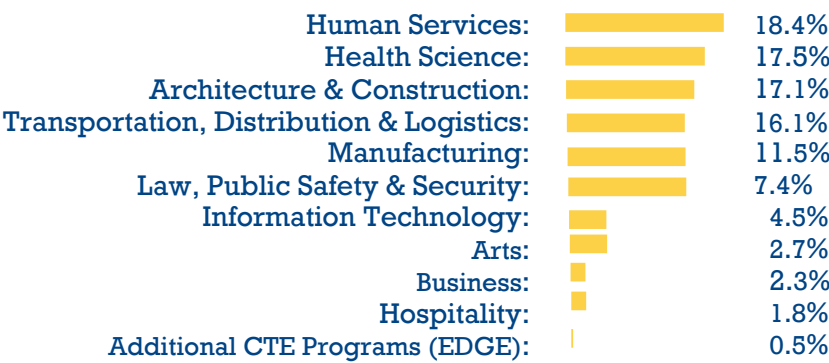 Human Services: 18.4%
Health Science: 17.5%
Architecture & Construction: 17.1%
Transportation, Distribution & Logistics: 16.1%
Manufacturing: 11.5%
Law, Public Safety & Security: 7.4%
Information Technology: 4.5%
Arts: 2.7%
Business: 2.3%
Hospitality: 1.8%
Additional CTE Programs (EDGE): 0.5%